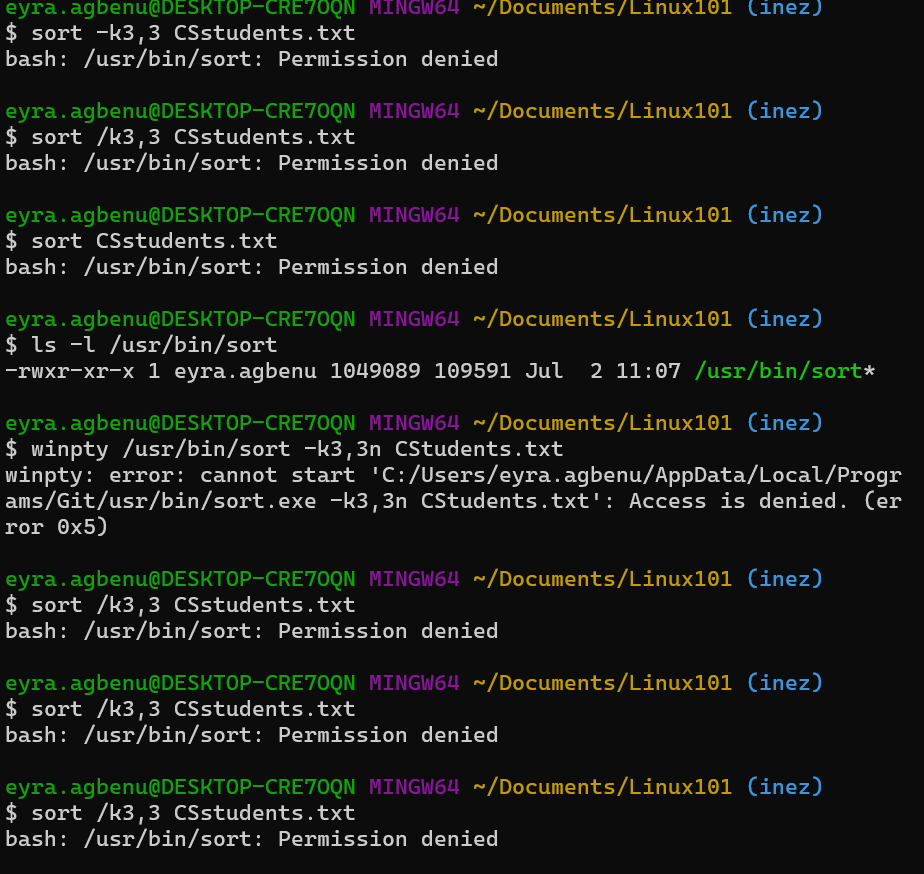 eyra.agbenu@DESKTOP-CRE7OQN MINGW64 ~/Documents/Linux101 (inez)
$ sort -k3,3 CSstudents.txt
bash: /usr/bin/sort: Permission denied
eyra.agbenu@DESKTOP-CRE7OQN MINGW64 ~/Documents/Linux101 (inez)
$ sort /k3,3 CSstudents.txt
bash: /usr/bin/sort: Permission denied
eyra.agbenu@DESKTOP-CRE7OQN MINGW64 ~/Documents/Linux101 (inez)
$ sort CSstudents.txt
bash: /usr/bin/sort: Permission denied
eyra.agbenu@DESKTOP-CRE7OQN MINGW64 ~/Documents/Linux101 (inez)
$ ls -l /usr/bin/sort
-rwxr-xr-x 1 eyra.agbenu 1049089 109591 Jul  2 11:07 /usr/bin/sort*
eyra.agbenu@DESKTOP-CRE7OQN MINGW64 ~/Documents/Linux101 (inez)
$ winpty /usr/bin/sort -k3,3n CStudents.txt
winpty: error: cannot start 'C:/Users/eyra.agbenu/AppData/Local/Progr
ams/Git/usr/bin/sort.exe -k3,3n CStudents.txt': Access is denied. (er
ror 0x5)
eyra.agbenu@DESKTOP-CRE7OQN MINGW64 ~/Documents/Linux101 (inez)
$ sort /k3,3 CSstudents.txt
bash: /usr/bin/sort: Permission denied
eyra.agbenu@DESKTOP-CRE7OQN MINGW64 ~/Documents/Linux101 (inez)
$ sort /k3,3 CSstudents.txt
bash: /usr/bin/sort: Permission denied
eyra.agbenu@DESKTOP-CRE7OQN MINGW64 ~/Documents/Linux101 (inez)
$ sort /k3,3 CSstudents.txt
bash: /usr/bin/sort: Permission denied